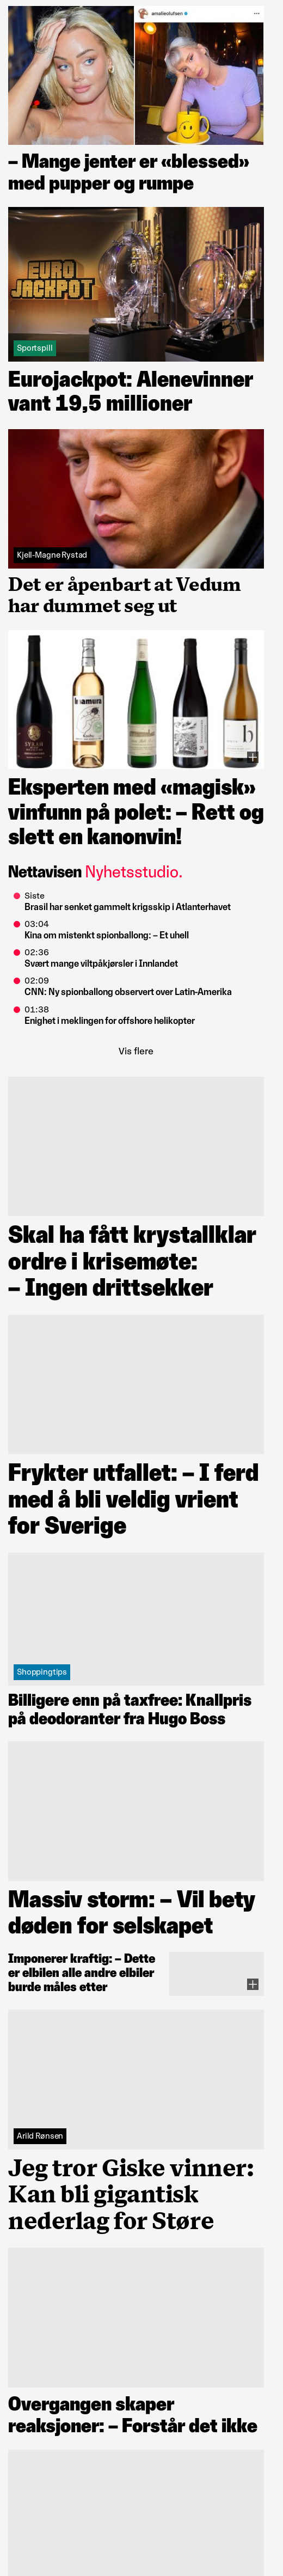 amelieolufsen
– Mange jenter er «blessed»
med pupper og rumpe
EURO
JACKPOT
Sportspill
Eurojackpot: Alenevinner
vant 19,5 millioner
Kjell-Magne Rystad
Det er åpenbart at Vedum
har dummet seg ut
Eksperten med «magisk»
vinfunn på polet: – Rett og
slett en kanonvin!
Nettavisen Nyhetsstudio.
Siste
Brasil har senket gammelt krigsskip i Atlanterhavet
03:04
Kina om mistenkt spionballong: – Et uhell
02:36
Svært mange viltpåkjørsler i Innlandet
02:09
CNN: Ny spionballong observert over Latin-Amerika
01:38
Enighet i meklingen for offshore helikopter
Vis flere
Skal ha fått krystallklar
ordre i krisemøte:
– Ingen drittsekker
Frykter utfallet: – I ferd
med å bli veldig vrient
for Sverige
Shoppingtips
Billigere enn på taxfree: Knallpris
på deodoranter fra Hugo Boss
Massiv storm: – Vil bety
døden for selskapet
Imponerer kraftig: – Dette
er elbilen alle andre elbiler
burde måles etter
Arild Rønsen
Jeg tror Giske vinner:
Kan bli gigantisk
nederlag for Støre
Overgangen skaper
reaksjoner: – Forstår det ikke